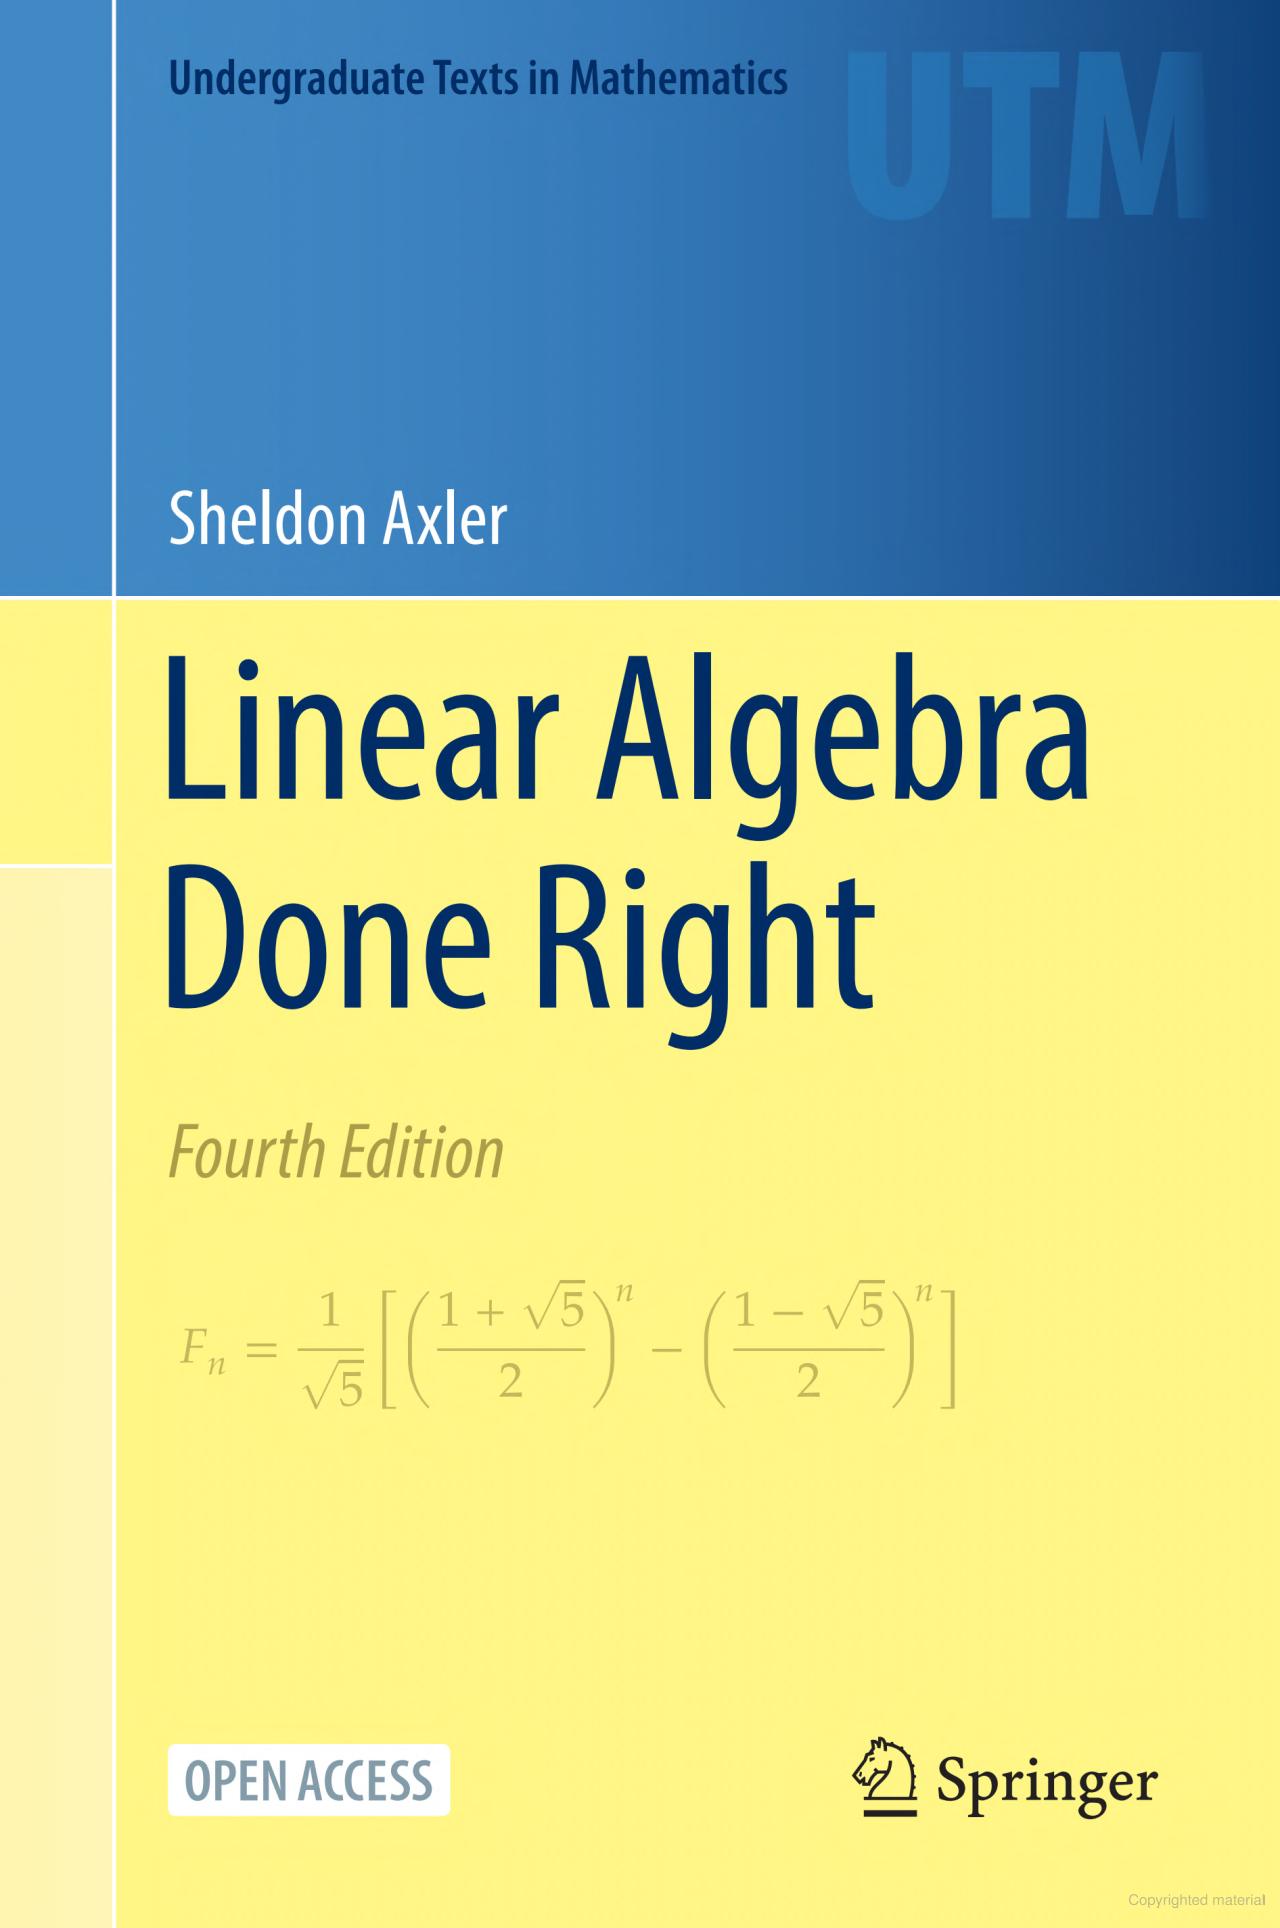 Undergraduate Texts in Mathematics
UTM
Sheldon Axler
Linear Algebra
Done Right
Fourth Edition
Fₙ = 1/√5 [((1 + √5)/2)ⁿ − ((1 − √5)/2)ⁿ]
OPEN ACCESS
Springer
Copyrighted material